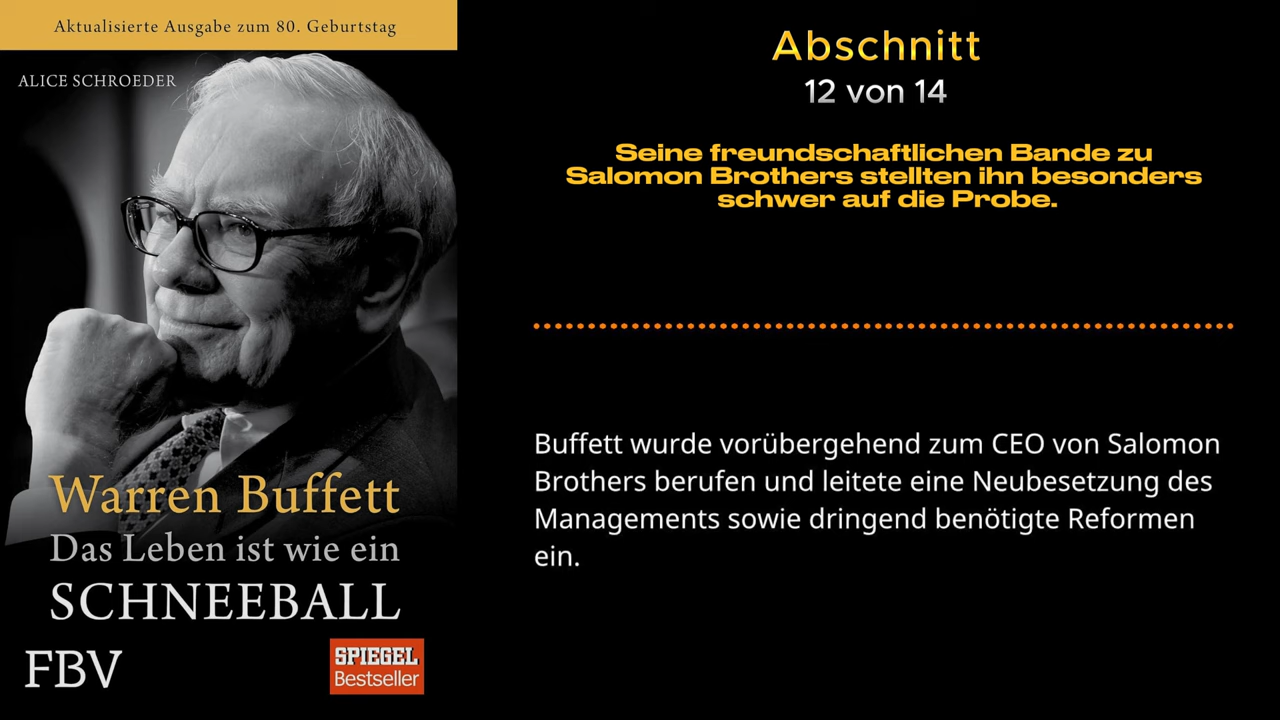 Aktualisierte Ausgabe zum 80. Geburtstag
ALICE SCHROEDER
Warren Buffett
Das Leben ist wie ein
SCHNEEBALL
FBV
SPIEGEL
Bestseller
Abschnitt
12 von 14
Seine freundschaftlichen Bande zu
Salomon Brothers stellten ihn besonders
schwer auf die Probe.
Buffett wurde vorübergehend zum CEO von Salomon
Brothers berufen und leitete eine Neubesetzung des
Managements sowie dringend benötigte Reformen
ein.